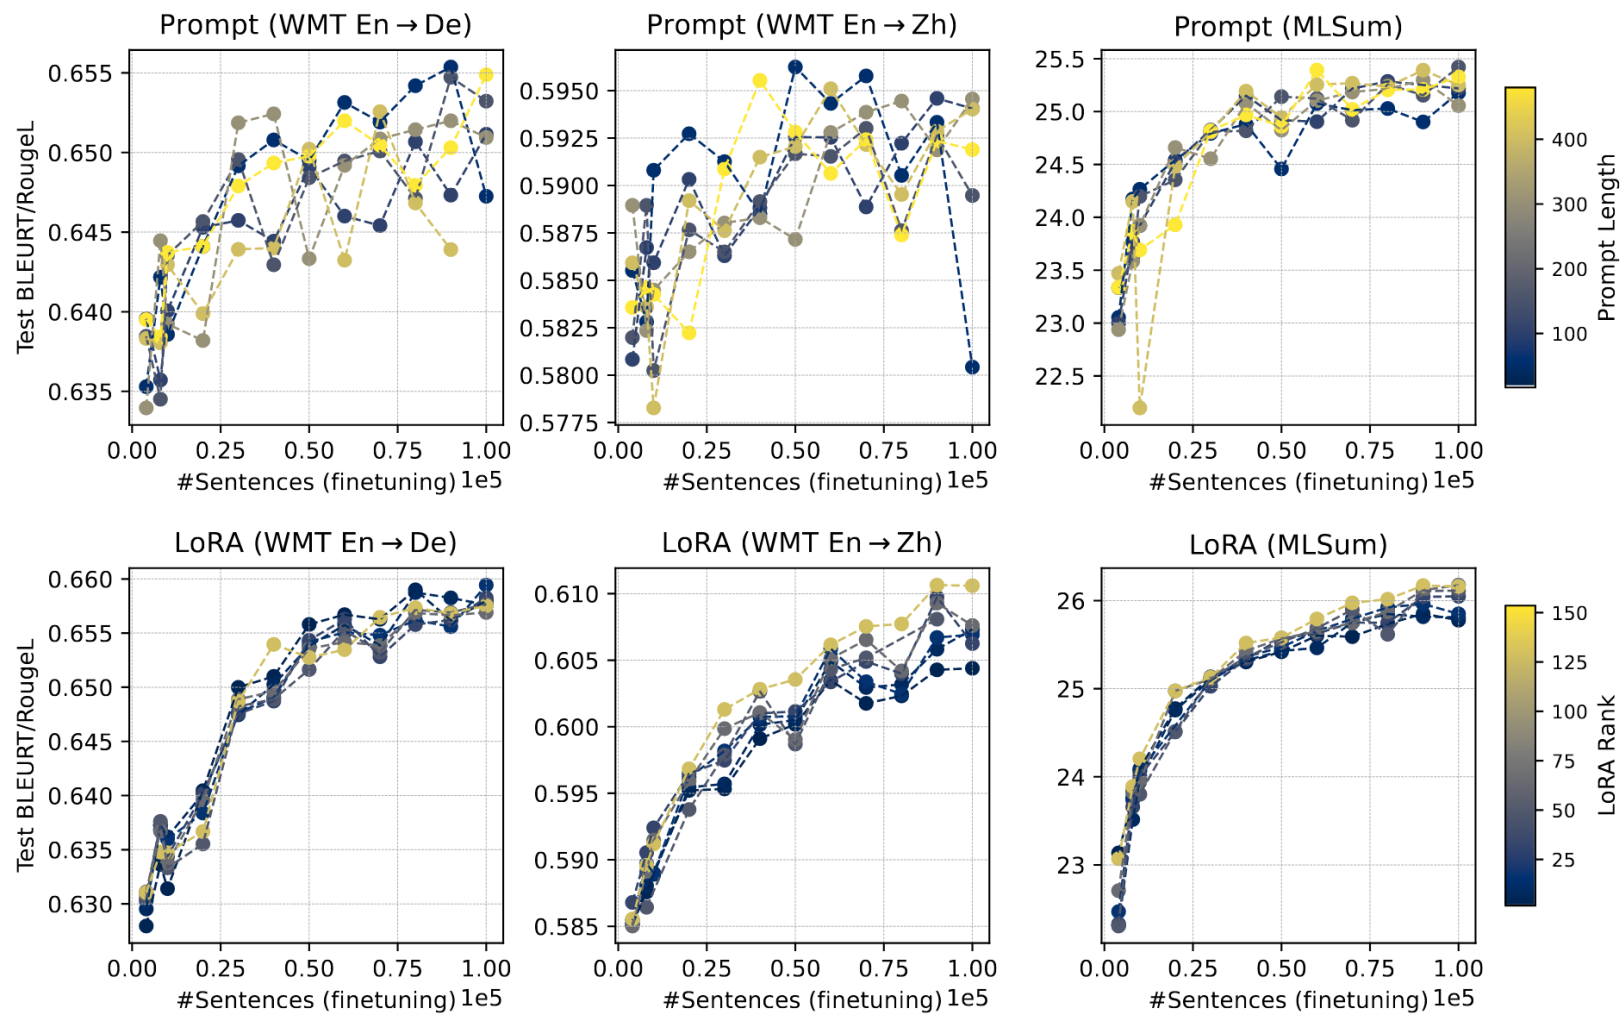 Prompt (WMT En→De)
Prompt (WMT En→Zh)
Prompt (MLSum)
Test BLEURT/RougeL
0.655
0.650
0.645
0.640
0.635
0.00 0.25 0.50 0.75 1.00
#Sentences (finetuning) 1e5
0.5950
0.5925
0.5900
0.5875
0.5850
0.5825
0.5800
0.5775
0.00 0.25 0.50 0.75 1.00
#Sentences (finetuning) 1e5
25.5
25.0
24.5
24.0
23.5
23.0
22.5
0.00 0.25 0.50 0.75 1.00
#Sentences (finetuning) 1e5
400
300
200
100
Prompt Length
LoRA (WMT En→De)
LoRA (WMT En→Zh)
LoRA (MLSum)
Test BLEURT/RougeL
0.660
0.655
0.650
0.645
0.640
0.635
0.630
0.00 0.25 0.50 0.75 1.00
#Sentences (finetuning) 1e5
0.610
0.605
0.600
0.595
0.590
0.585
0.00 0.25 0.50 0.75 1.00
#Sentences (finetuning) 1e5
26
25
24
23
0.00 0.25 0.50 0.75 1.00
#Sentences (finetuning) 1e5
150
125
100
75
50
25
LoRA Rank